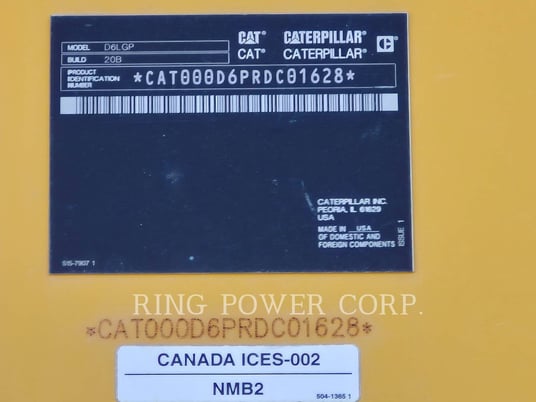 CAT CATERPILLAR C
CAT® CATERPILLAR®
MODEL D6LGP
BUILD 20B
PRODUCT IDENTIFICATION NUMBER
*CAT000D6PRDC01628*
CATERPILLAR INC.
PEORIA, IL 61629
USA
MADE IN USA
OF DOMESTIC AND
FOREIGN COMPONENTS
ISSUE 1
515-7907 1
RING POWER CORP.
*CAT000D6PRDC01628*
CANADA ICES-002
NMB2
504-1365 1